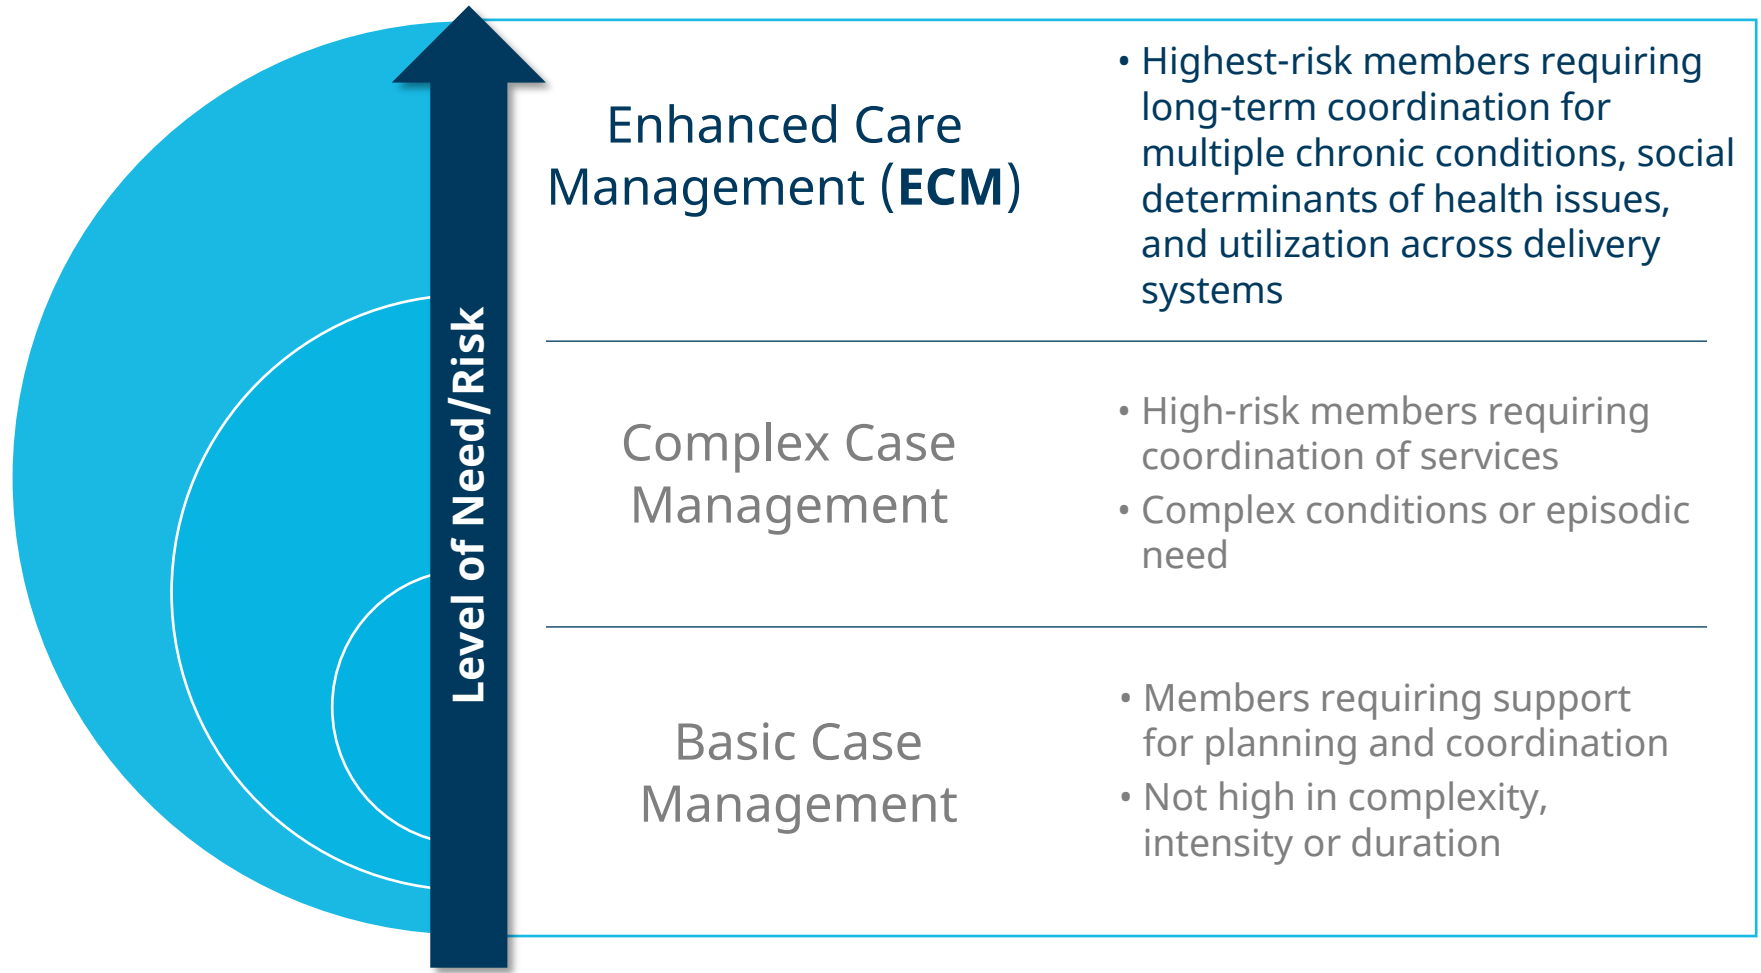 Enhanced Care
Management (ECM)
• Highest-risk members requiring
long-term coordination for
multiple chronic conditions, social
determinants of health issues,
and utilization across delivery
systems
Level of Need/Risk
Complex Case
Management
• High-risk members requiring
coordination of services
• Complex conditions or episodic
need
Basic Case
Management
• Members requiring support
for planning and coordination
• Not high in complexity,
intensity or duration